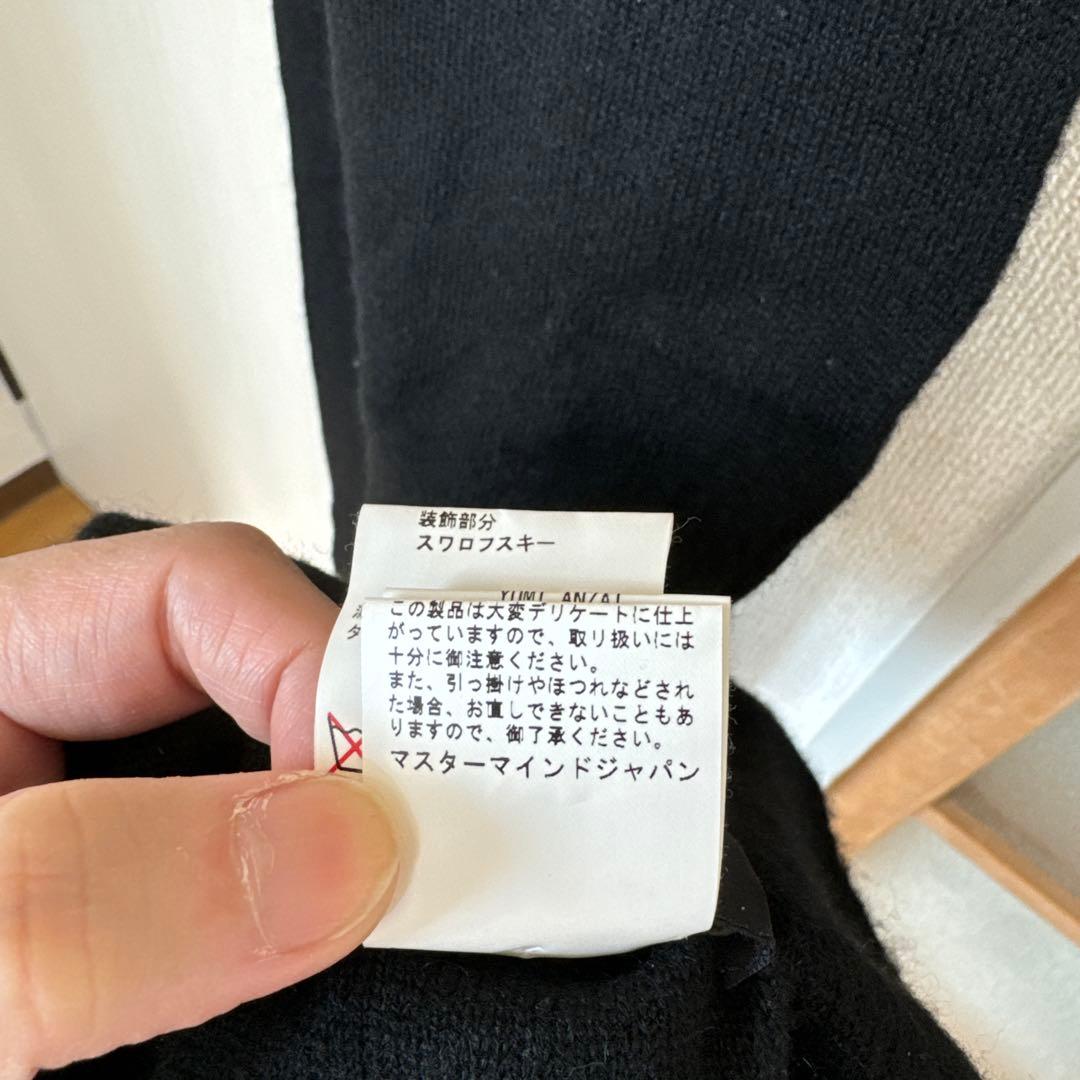 装飾部分
スワロフスキー
YUMI ANZAI
この製品は大変デリケートに仕上
がっていますので、取り扱いには
十分に御注意ください。
また、引っ掛けやほつれなどされ
た場合、お直しできないこともあ
りますので、御了承ください。
マスターマインドジャパン